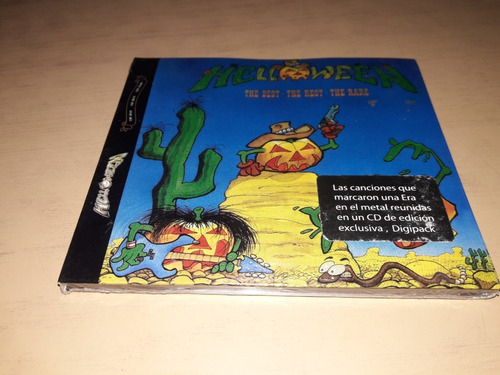 HELLOWEEN
THE BEST THE REST THE RARE
Las canciones que
marcaron una Era
en el metal reunidas
en un CD de edición
exclusiva , Digipack
HELLOWEEN